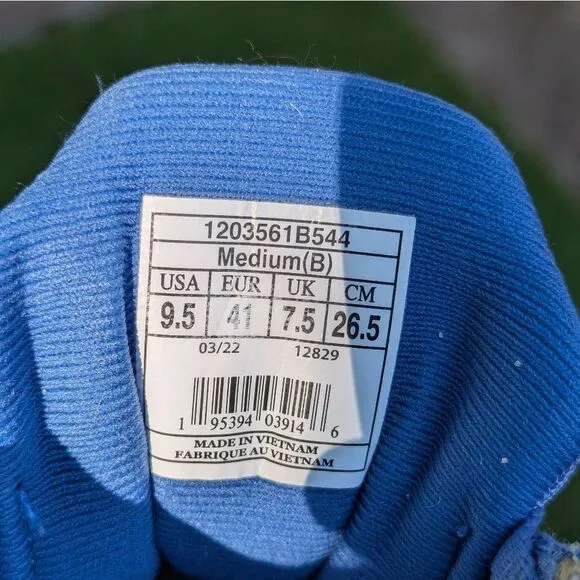 1203561B544
Medium(B)
USA EUR UK CM
9.5 41 7.5 26.5
03/22 12829
1 95394 03914 6
MADE IN VIETNAM
FABRIQUE AU VIETNAM